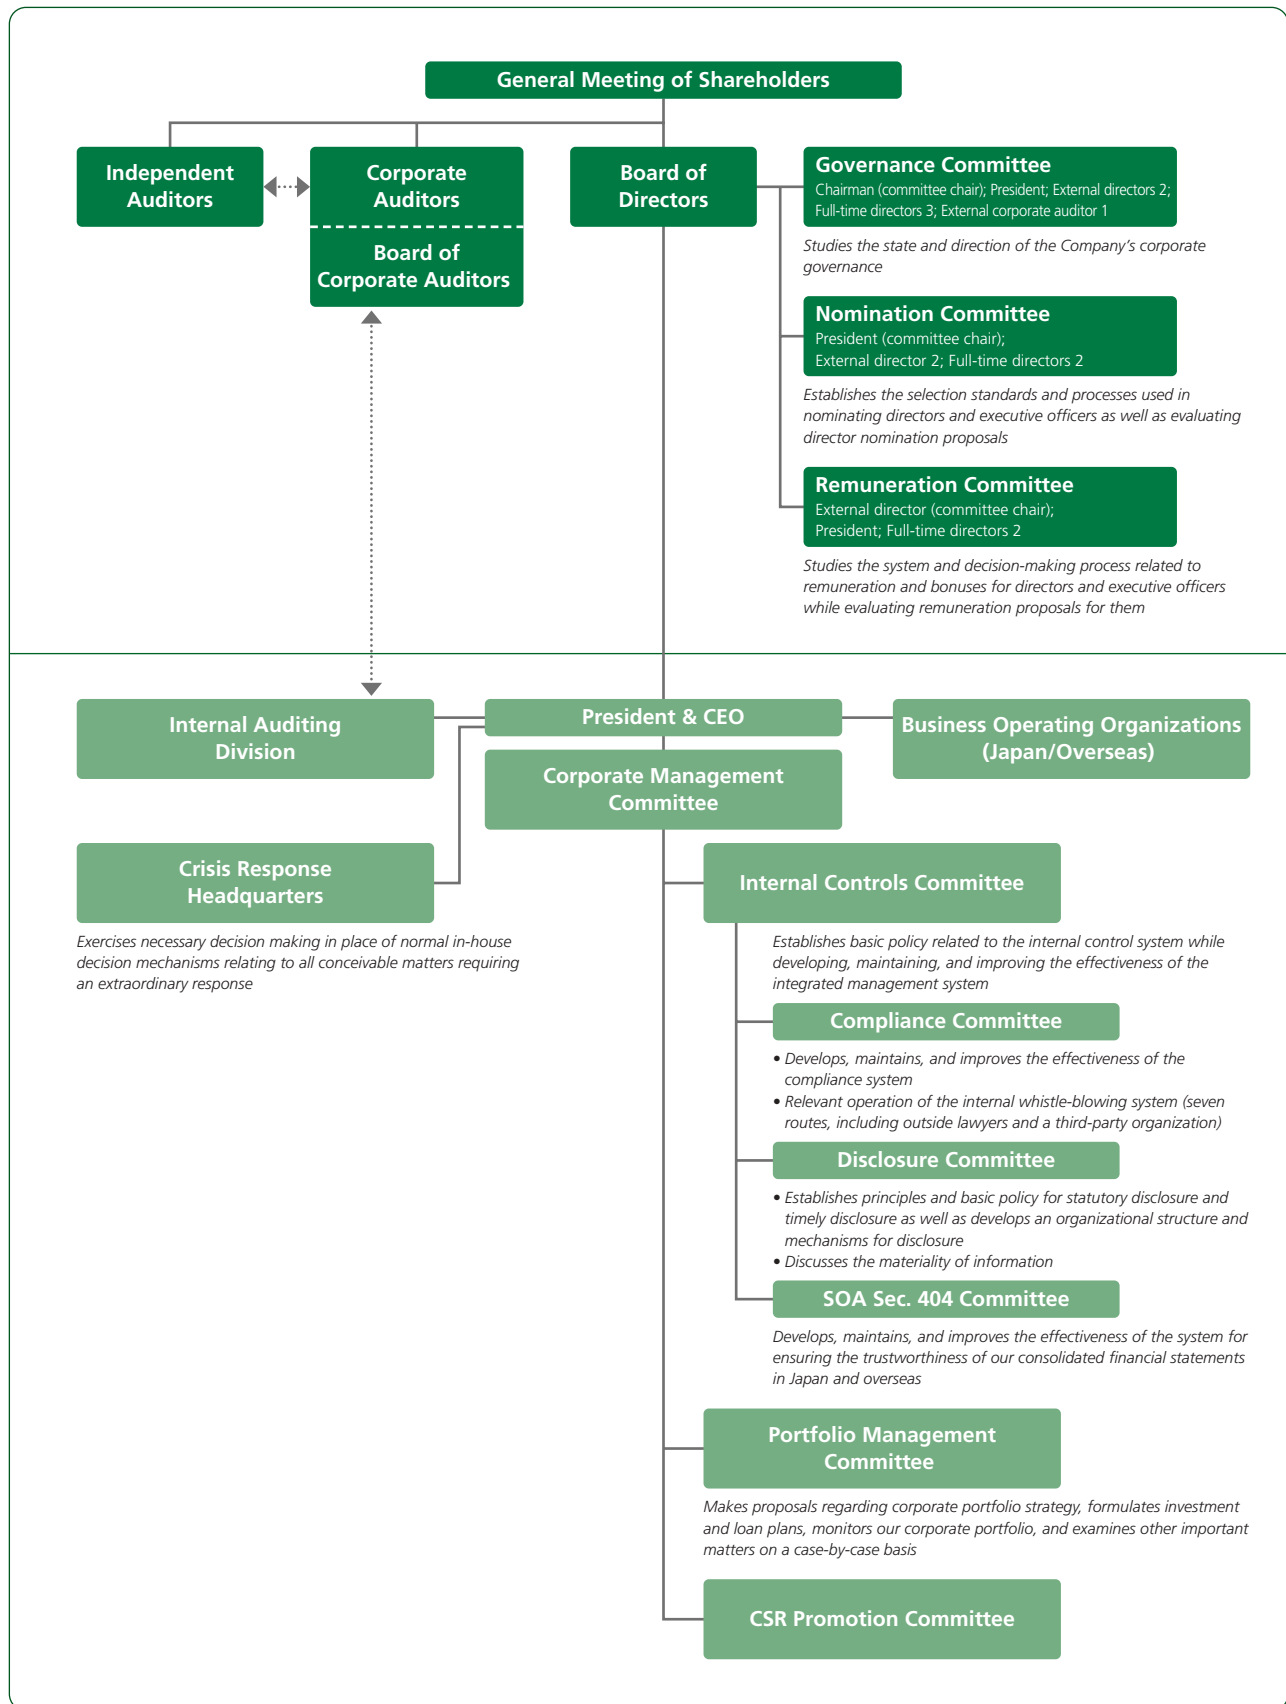 General Meeting of Shareholders
Independent
Auditors
Corporate
Auditors
Board of
Corporate Auditors
Board of
Directors
Governance Committee
Chairman (committee chair); President; External directors 2;
Full-time directors 3; External corporate auditor 1
Studies the state and direction of the Company’s corporate
governance
Nomination Committee
President (committee chair);
External director 2; Full-time directors 2
Establishes the selection standards and processes used in
nominating directors and executive officers as well as evaluating
director nomination proposals
Remuneration Committee
External director (committee chair);
President; Full-time directors 2
Studies the system and decision-making process related to
remuneration and bonuses for directors and executive officers
while evaluating remuneration proposals for them
Internal Auditing
Division
President & CEO
Business Operating Organizations
(Japan/Overseas)
Corporate Management
Committee
Crisis Response
Headquarters
Exercises necessary decision making in place of normal in-house
decision mechanisms relating to all conceivable matters requiring
an extraordinary response
Internal Controls Committee
Establishes basic policy related to the internal control system while
developing, maintaining, and improving the effectiveness of the
integrated management system
Compliance Committee
• Develops, maintains, and improves the effectiveness of the
compliance system
• Relevant operation of the internal whistle-blowing system (seven
routes, including outside lawyers and a third-party organization)
Disclosure Committee
• Establishes principles and basic policy for statutory disclosure and
timely disclosure as well as develops an organizational structure and
mechanisms for disclosure
• Discusses the materiality of information
SOA Sec. 404 Committee
Develops, maintains, and improves the effectiveness of the system for
ensuring the trustworthiness of our consolidated financial statements
in Japan and overseas
Portfolio Management
Committee
Makes proposals regarding corporate portfolio strategy, formulates investment
and loan plans, monitors our corporate portfolio, and examines other important
matters on a case-by-case basis
CSR Promotion Committee